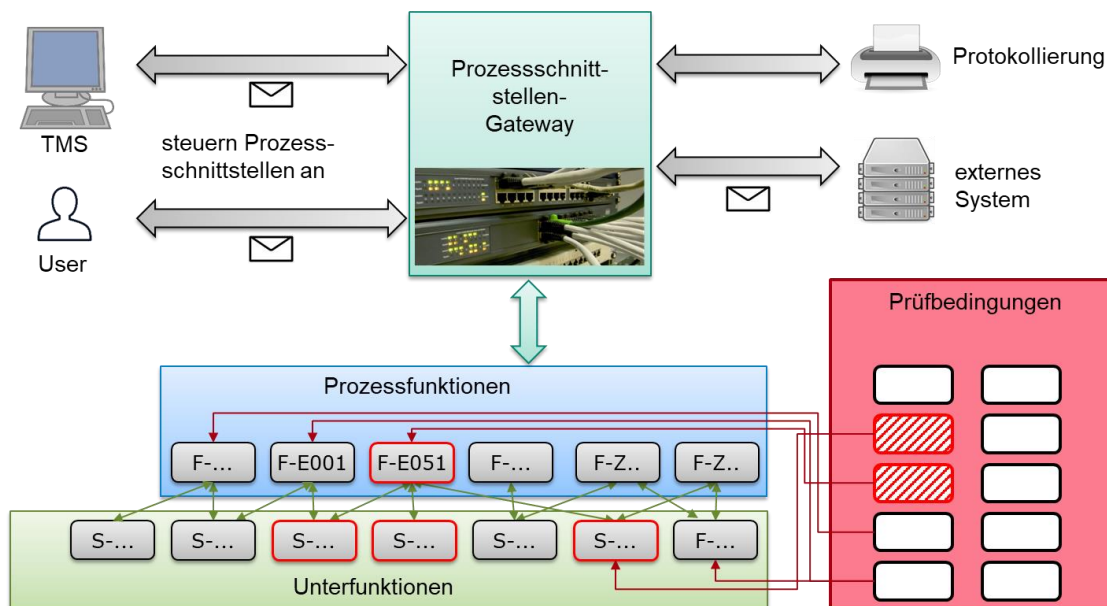 Prozessschnitt-
stellen-
Gateway
TMS
steuern Prozess-
schnittstellen an
User
Protokollierung
externes
System
Prüfbedingungen
Prozessfunktionen
F-...
F-E001
F-E051
F-...
F-Z..
F-Z..
S-...
S-...
S-...
S-...
S-...
S-...
F-...
Unterfunktionen